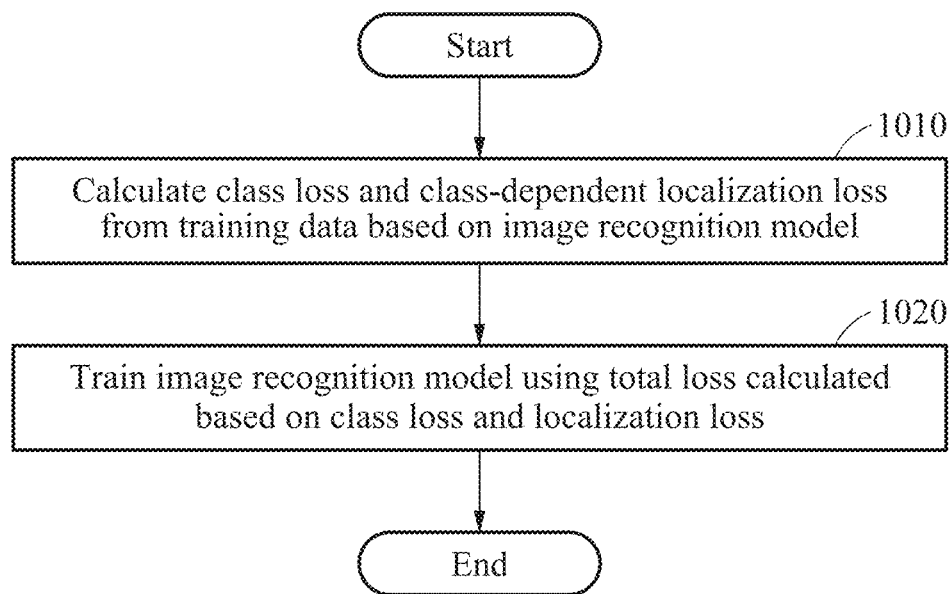 Start
1010
Calculate class loss and class-dependent localization loss
from training data based on image recognition model
1020
Train image recognition model using total loss calculated
based on class loss and localization loss
End